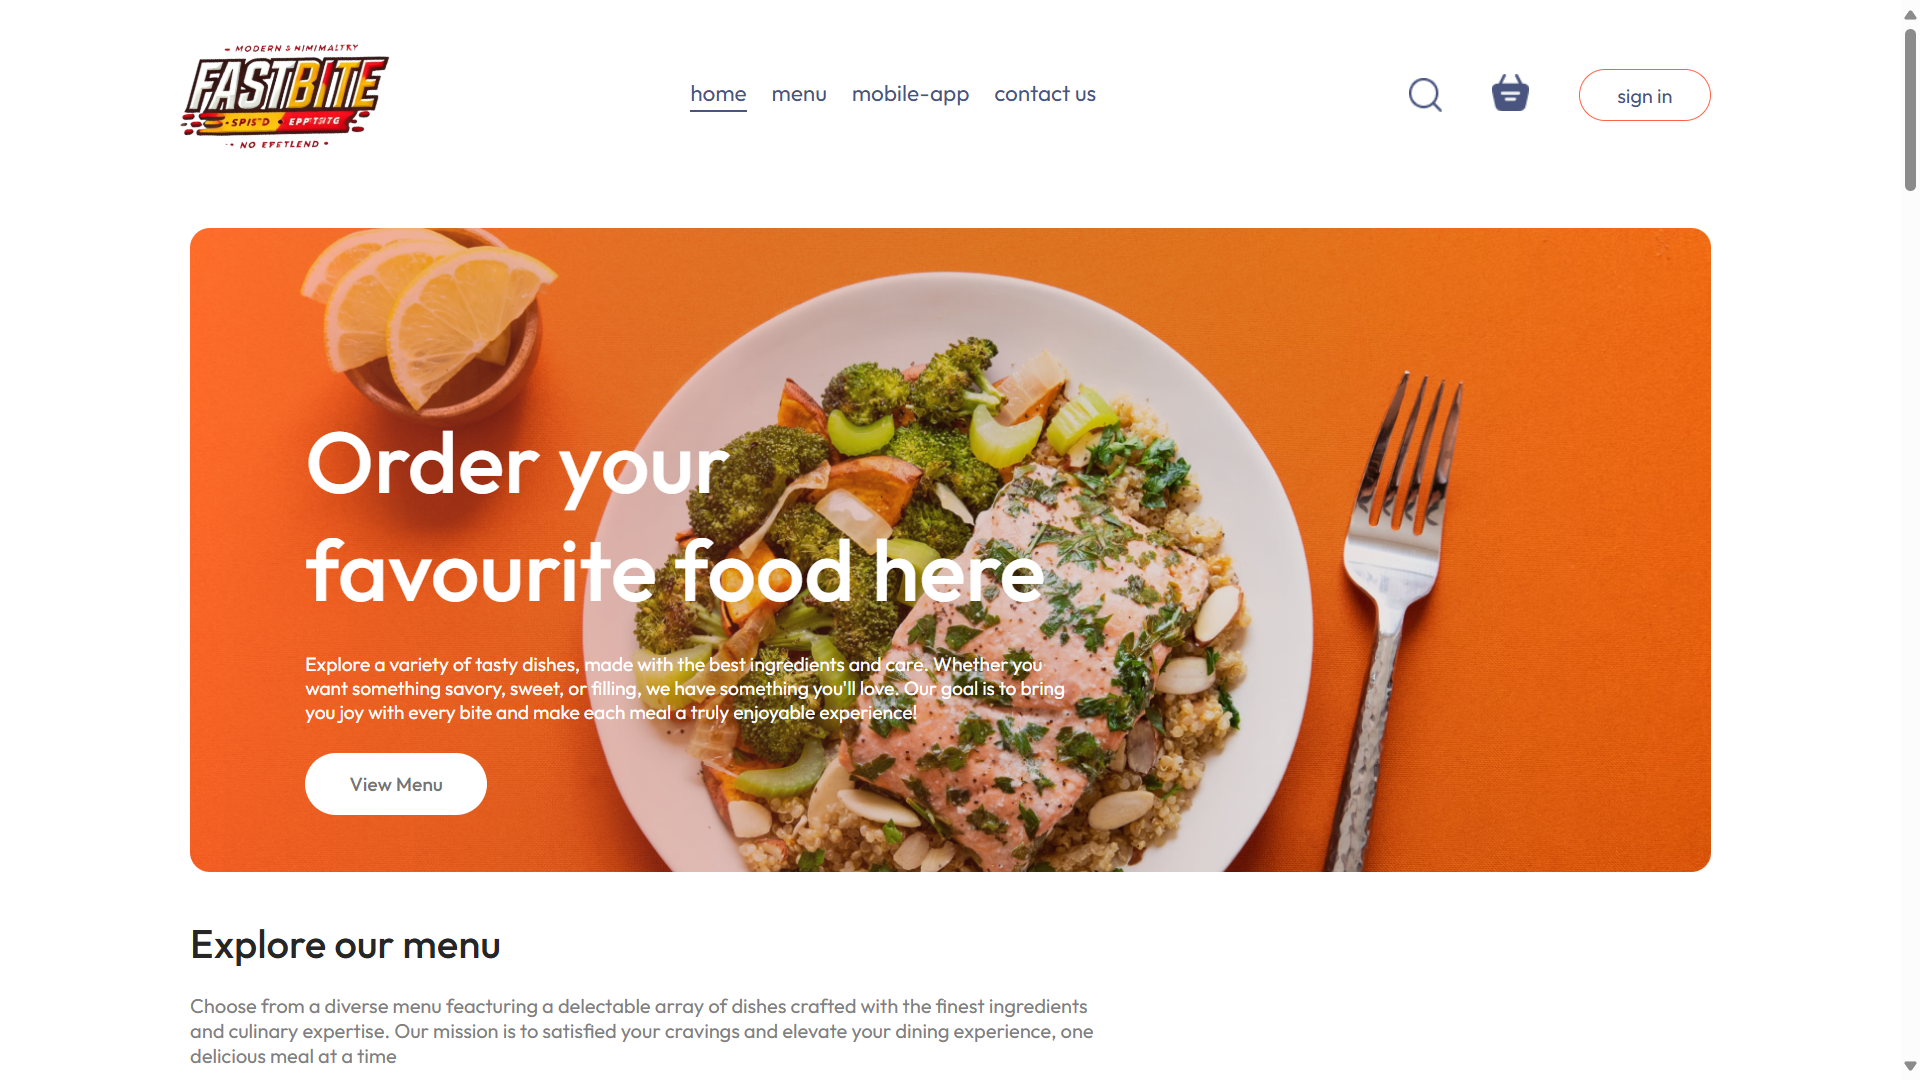 MODERN & NIMIMALTRY
FASTBITE
SPIS'D • EPPTSITG
NO EFETLEND
home menu mobile-app contact us
sign in
Order your
favourite food here
Explore a variety of tasty dishes, made with the best ingredients and care. Whether you
want something savory, sweet, or filling, we have something you'll love. Our goal is to bring
you joy with every bite and make each meal a truly enjoyable experience!
View Menu
Explore our menu
Choose from a diverse menu feacturing a delectable array of dishes crafted with the finest ingredients
and culinary expertise. Our mission is to satisfied your cravings and elevate your dining experience, one
delicious meal at a time